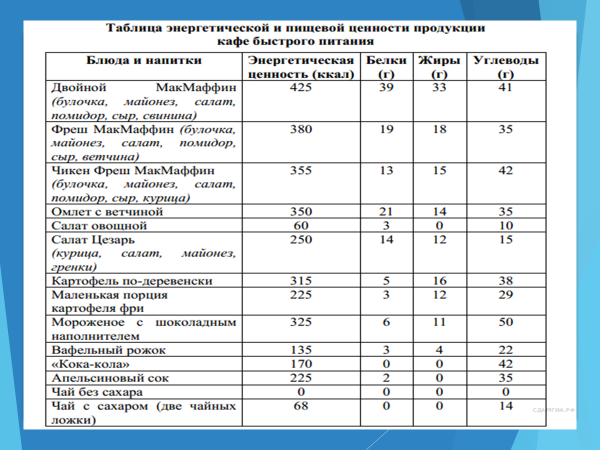 Таблица энергетической и пищевой ценности продукции
кафе быстрого питания
Блюда и напитки Энергетическая ценность (ккал) Белки (г) Жиры (г) Углеводы (г)
Двойной МакМаффин 425 39 33 41
(булочка, майонез, салат,
помидор, сыр, свинина)
Фреш МакМаффин (булочка, 380 19 18 35
майонез, салат, помидор,
сыр, ветчина)
Чикен Фреш МакМаффин 355 13 15 42
(булочка, майонез, салат,
помидор, сыр, курица)
Омлет с ветчиной 350 21 14 35
Салат овощной 60 3 0 10
Салат Цезарь 250 14 12 15
(курица, салат, майонез,
гренки)
Картофель по-деревенски 315 5 16 38
Маленькая порция 225 3 12 29
картофеля фри
Мороженое с шоколадным 325 6 11 50
наполнителем
Вафельный рожок 135 3 4 22
«Кока-кола» 170 0 0 42
Апельсиновый сок 225 2 0 35
Чай без сахара 0 0 0 0
Чай с сахаром (две чайных 68 0 0 14
ложки)
СДАМГИА.РФ